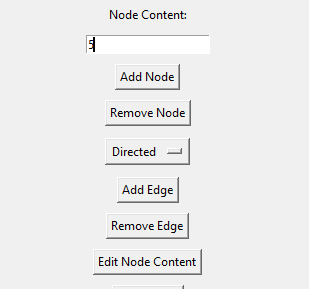 Node Content:
5
Add Node
Remove Node
Directed
Add Edge
Remove Edge
Edit Node Content